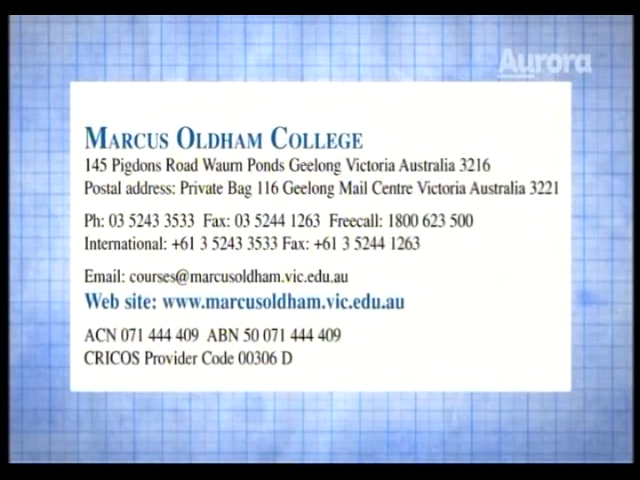 Aurora
MARCUS OLDHAM COLLEGE
145 Pigdons Road Waurn Ponds Geelong Victoria Australia 3216
Postal address: Private Bag 116 Geelong Mail Centre Victoria Australia 3221
Ph: 03 5243 3533 Fax: 03 5244 1263 Freecall: 1800 623 500
International: +61 3 5243 3533 Fax: +61 3 5244 1263
Email: courses@marcusoldham.vic.edu.au
Web site: www.marcusoldham.vic.edu.au
ACN 071 444 409 ABN 50 071 444 409
CRICOS Provider Code 00306 D